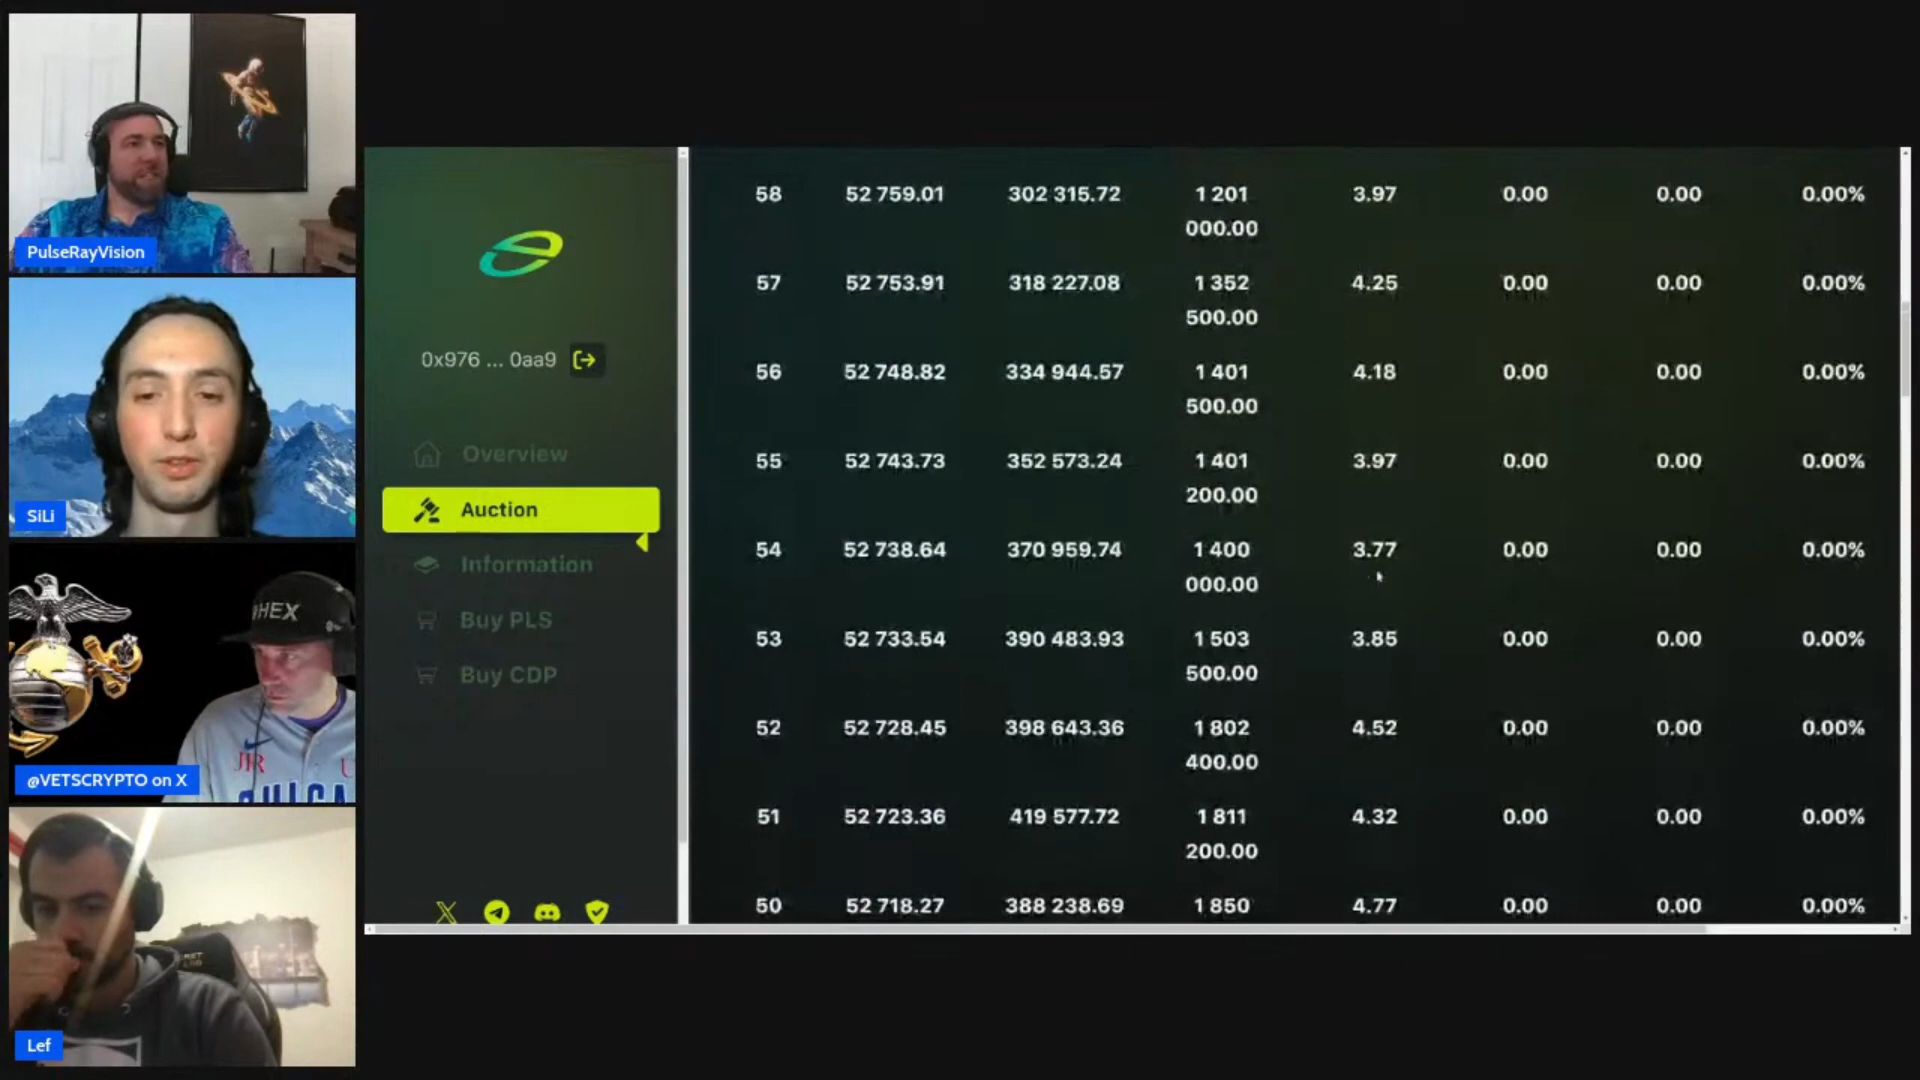 PulseRayVision
SiLi
HEX
JR
@VETSCRYPTO on X
Lef
0x976 ... 0aa9
Overview
Auction
Information
Buy PLS
Buy CDP
58 52 759.01 302 315.72 1 201 3.97 0.00 0.00 0.00%
000.00
57 52 753.91 318 227.08 1 352 4.25 0.00 0.00 0.00%
500.00
56 52 748.82 334 944.57 1 401 4.18 0.00 0.00 0.00%
500.00
55 52 743.73 352 573.24 1 401 3.97 0.00 0.00 0.00%
200.00
54 52 738.64 370 959.74 1 400 3.77 0.00 0.00 0.00%
000.00
53 52 733.54 390 483.93 1 503 3.85 0.00 0.00 0.00%
500.00
52 52 728.45 398 643.36 1 802 4.52 0.00 0.00 0.00%
400.00
51 52 723.36 419 577.72 1 811 4.32 0.00 0.00 0.00%
200.00
50 52 718.27 388 238.69 1 850 4.77 0.00 0.00 0.00%